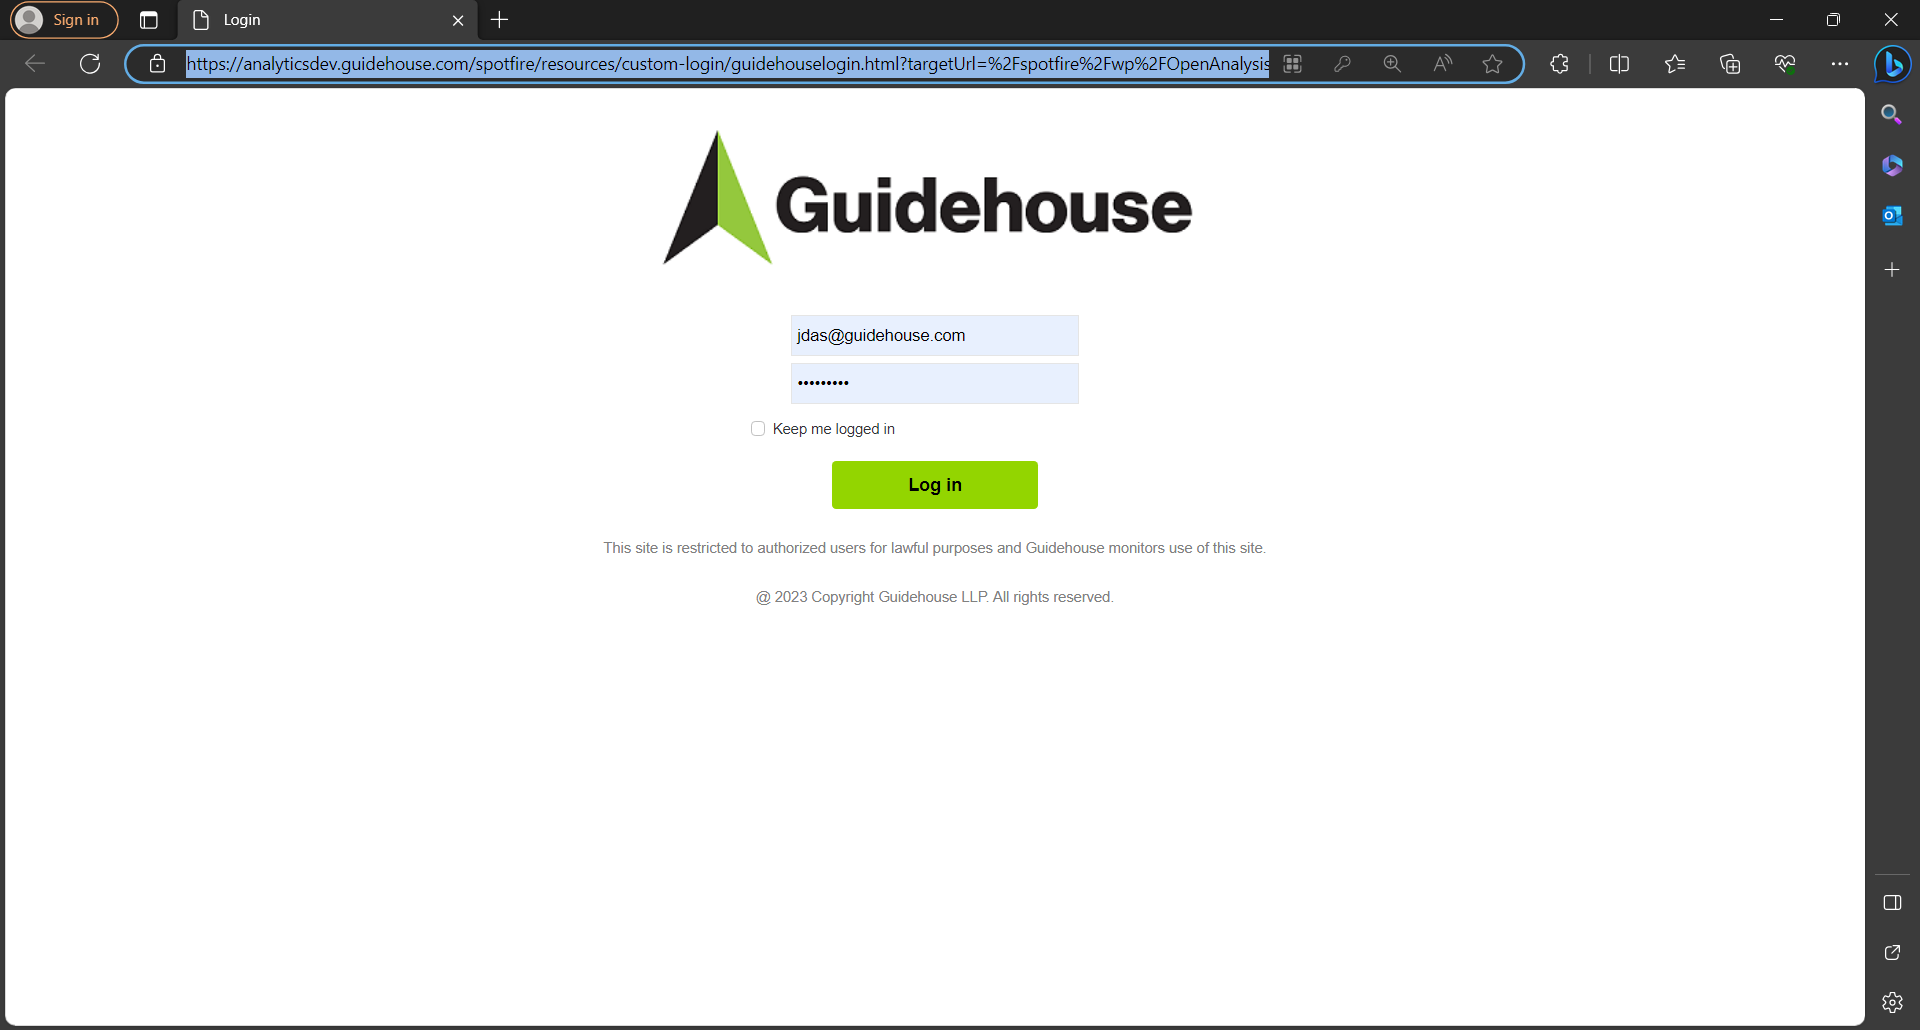 Sign in
Login
https://analyticsdev.guidehouse.com/spotfire/resources/custom-login/guidehouselogin.html?targetUrl=%2Fspotfire%2Fwp%2FOpenAnalysis
Guidehouse
jdas@guidehouse.com
•••••••••
Keep me logged in
Log in
This site is restricted to authorized users for lawful purposes and Guidehouse monitors use of this site.
@ 2023 Copyright Guidehouse LLP. All rights reserved.